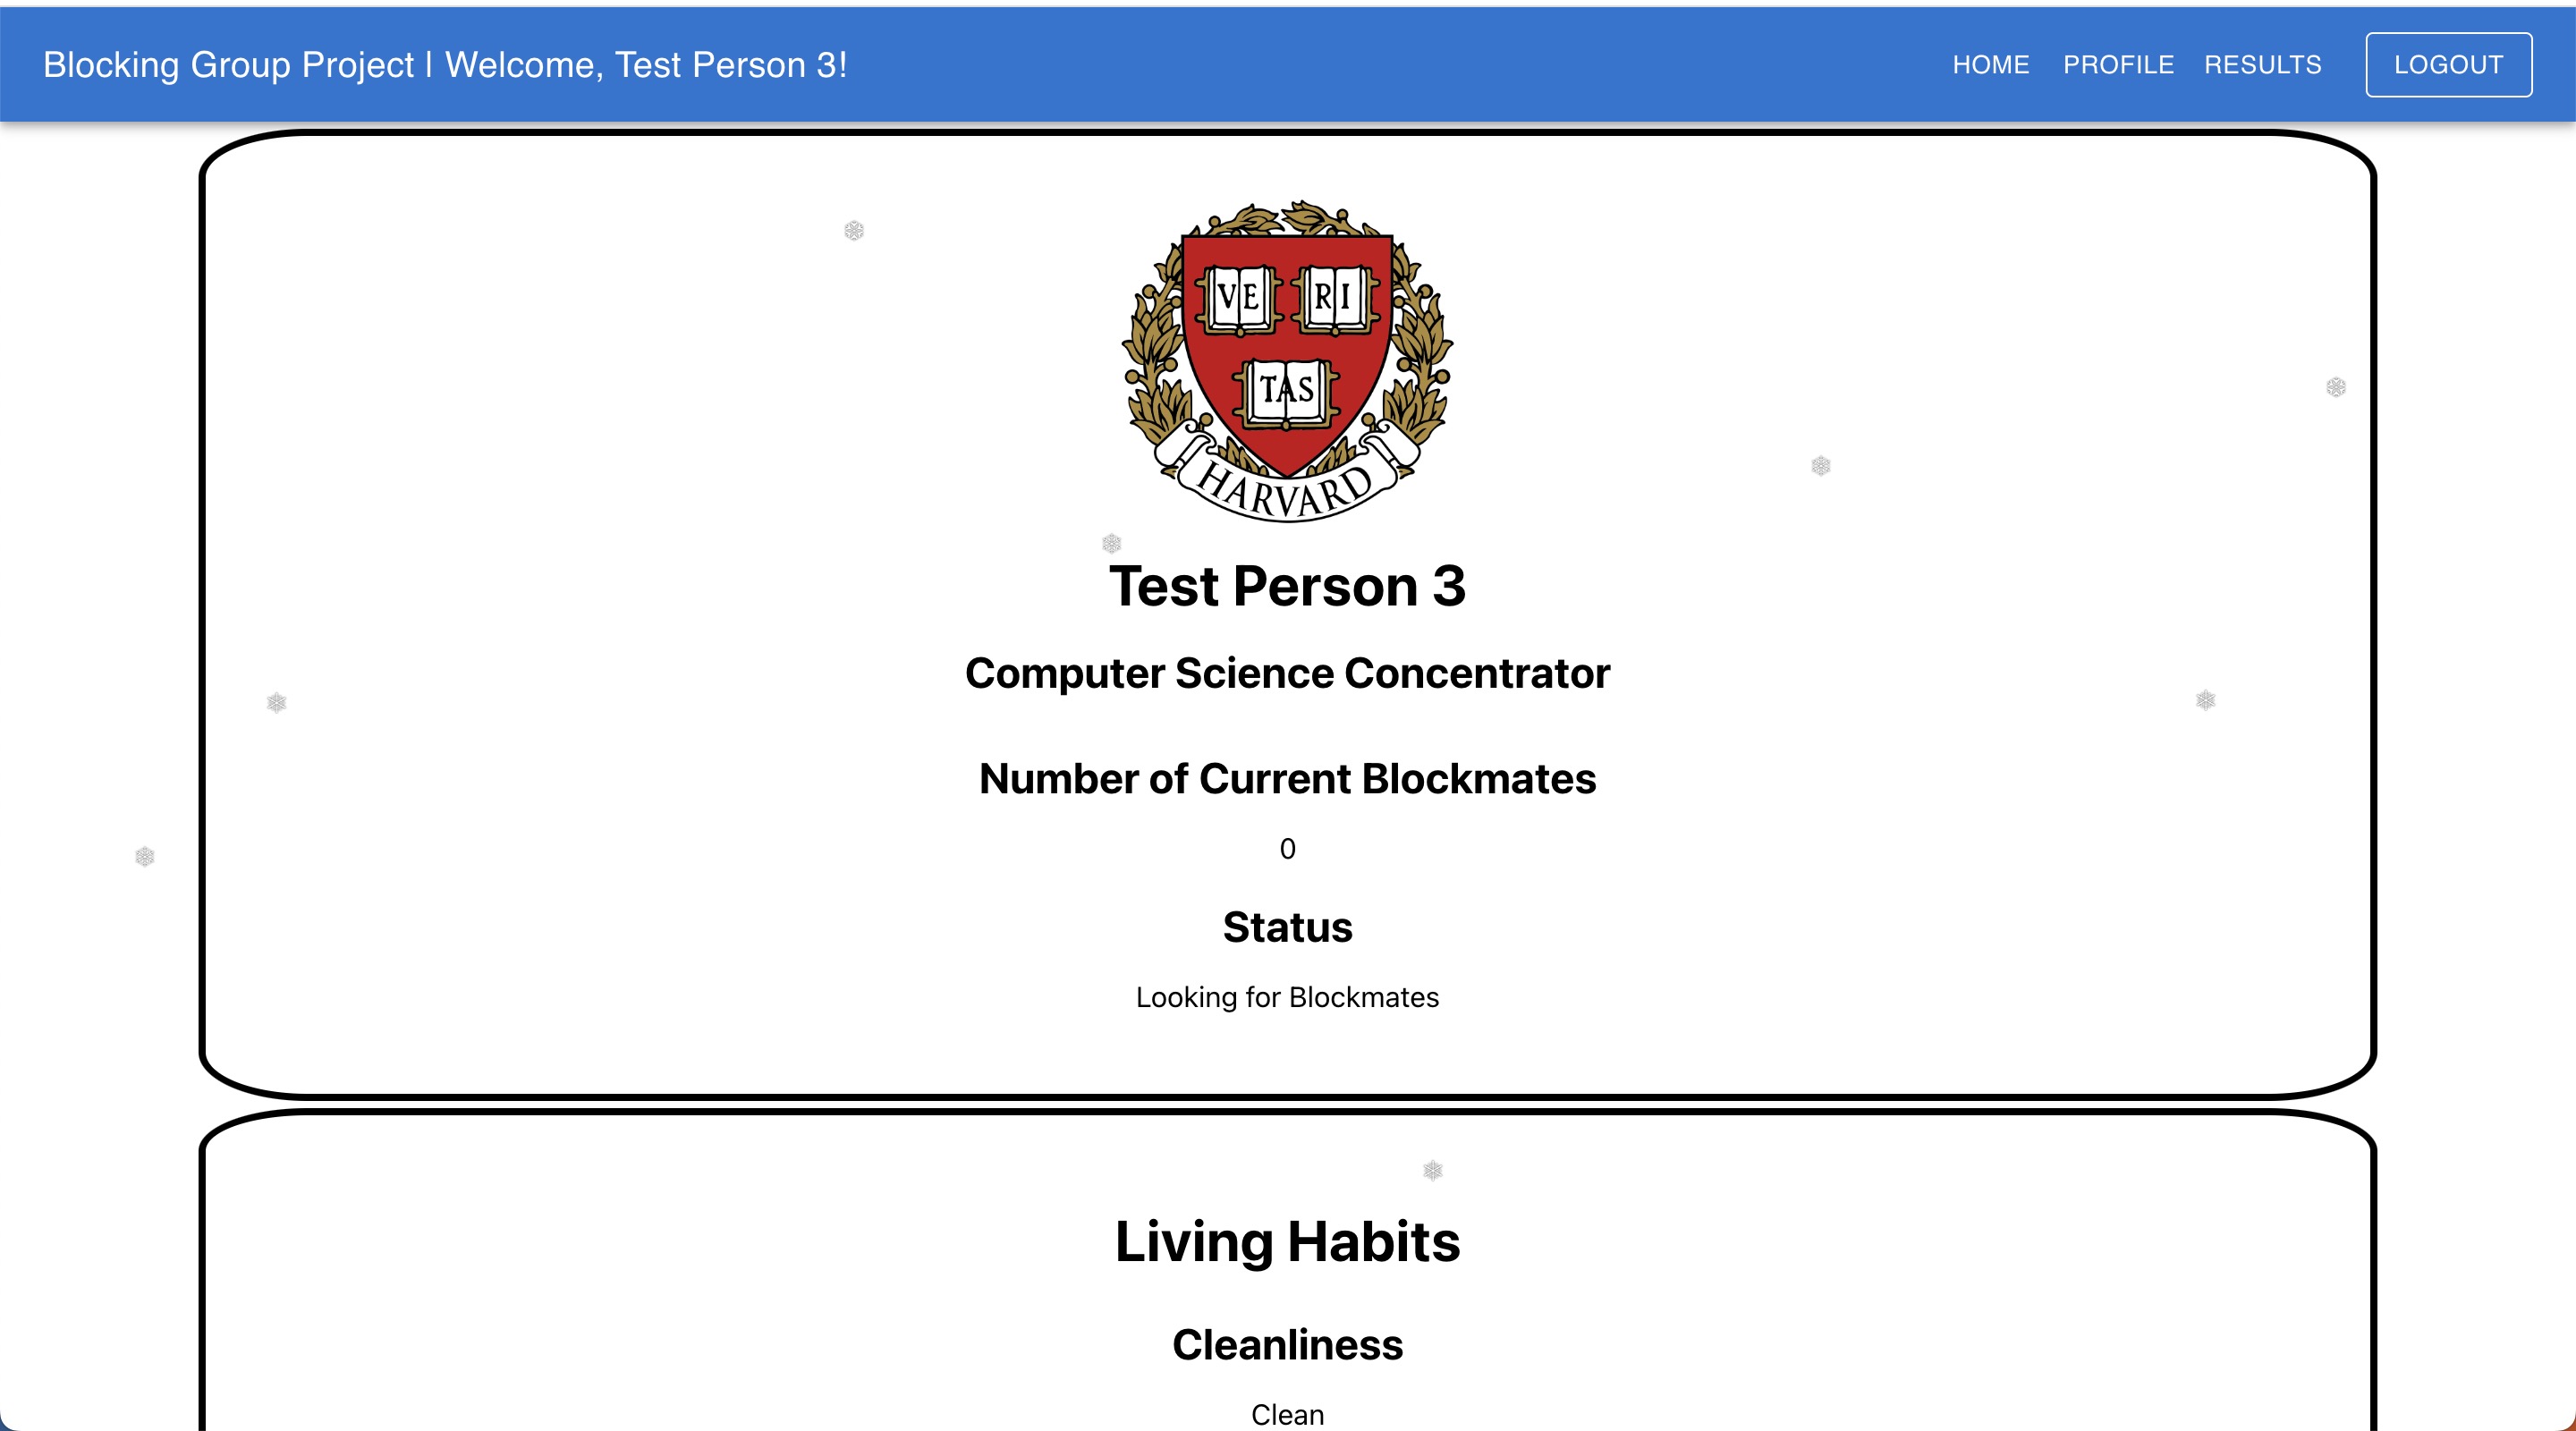 Blocking Group Project | Welcome, Test Person 3!
HOME PROFILE RESULTS LOGOUT
VE RI
TAS
HARVARD
Test Person 3
Computer Science Concentrator
Number of Current Blockmates
0
Status
Looking for Blockmates
Living Habits
Cleanliness
Clean